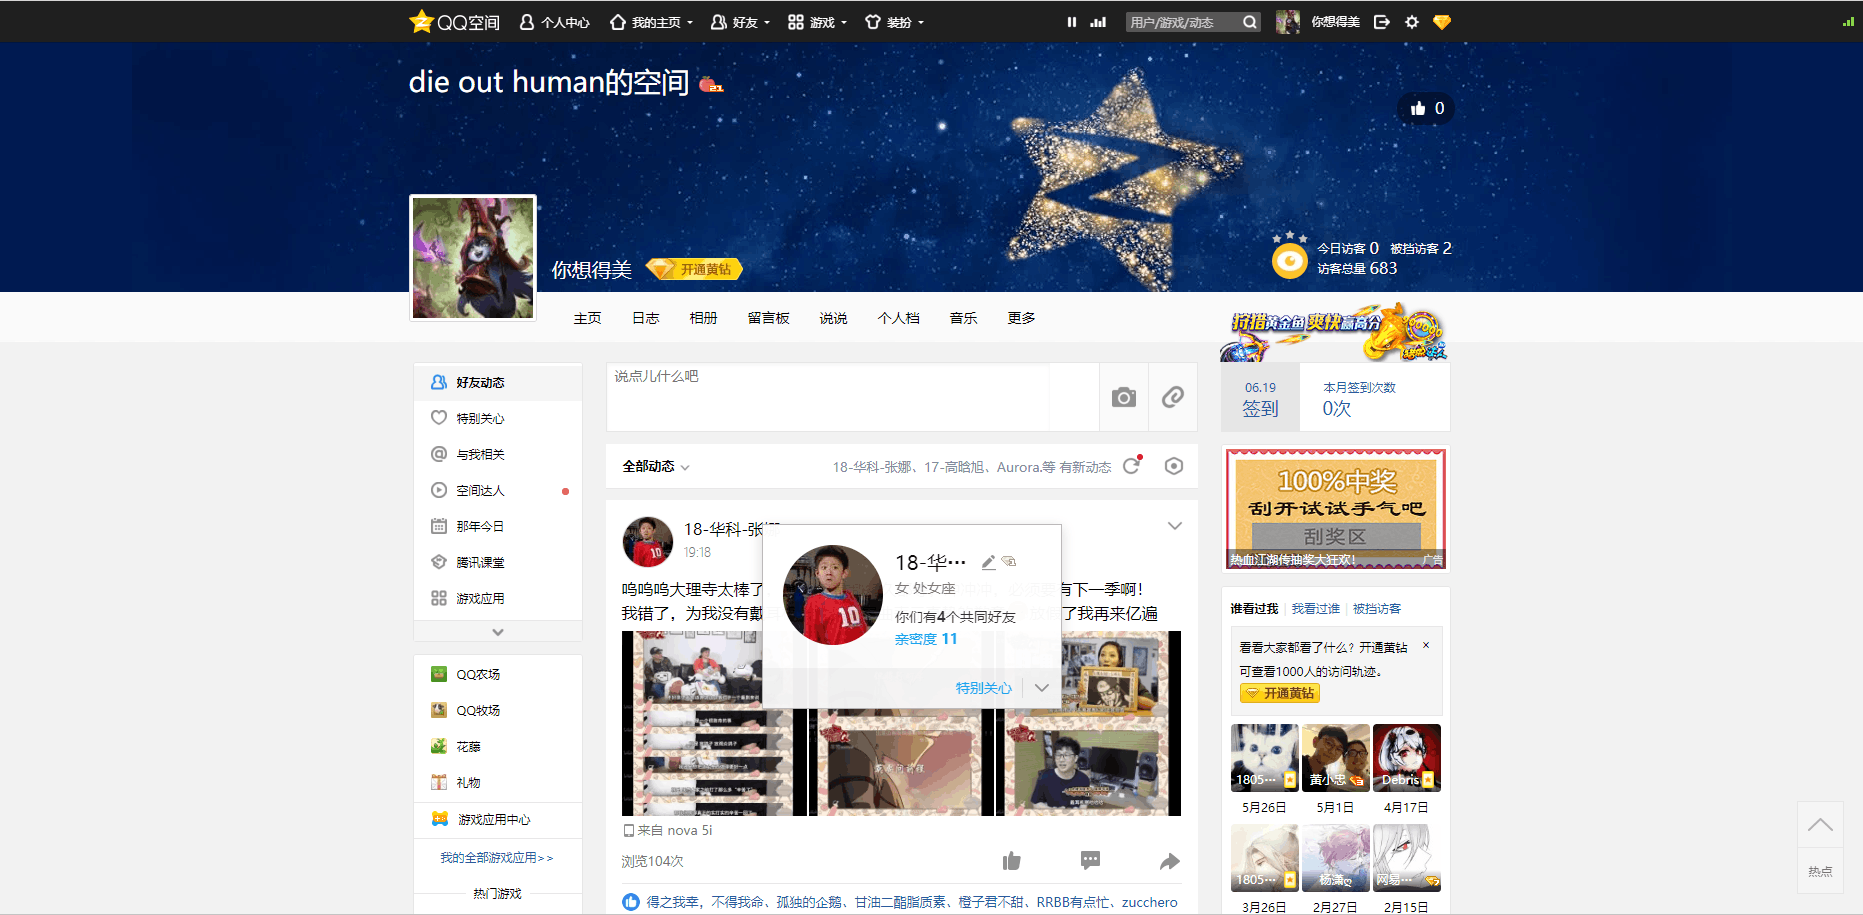 QQ空间 个人中心 我的主页 好友 游戏 装扮 用户/游戏/动态 你想得美
die out human的空间
0
你想得美 开通黄钻
今日访客 0 被挡访客 2
访客总量 683
主页 日志 相册 留言板 说说 个人档 音乐 更多
狩猎黄金鱼 爽快赢高分
好友动态
特别关心
与我相关
空间达人
那年今日
腾讯课堂
游戏应用
QQ农场
QQ牧场
花藤
礼物
游戏应用中心
我的全部游戏应用>>
热门游戏
说点儿什么吧
全部动态 18-华科-张娜、17-高晗旭、Aurora.等 有新动态
18-华科-张娜
19:18
呜呜呜大理寺太棒了
有下一季啊！
我错了，为我没有戴
了我再来亿遍
18-华…
女 处女座
你们有4个共同好友
亲密度 11
特别关心
来自 nova 5i
浏览104次
得之我幸，不得我命、孤独的企鹅、甘油二酯脂质素、橙子君不甜、RRBB有点忙、zucchero
06.19
签到
本月签到次数
0次
100%中奖
刮开试试手气吧
刮奖区
热血江湖传抽奖大狂欢！ 广告
谁看过我 | 我看过谁 | 被挡访客
看看大家都看了什么？开通黄钻 ×
可查看1000人的访问轨迹。
开通黄钻
1805… 黄小忠 Debris
5月26日 5月1日 4月17日
1805… 杨潇ღ 网易…
3月26日 2月27日 2月15日
热点